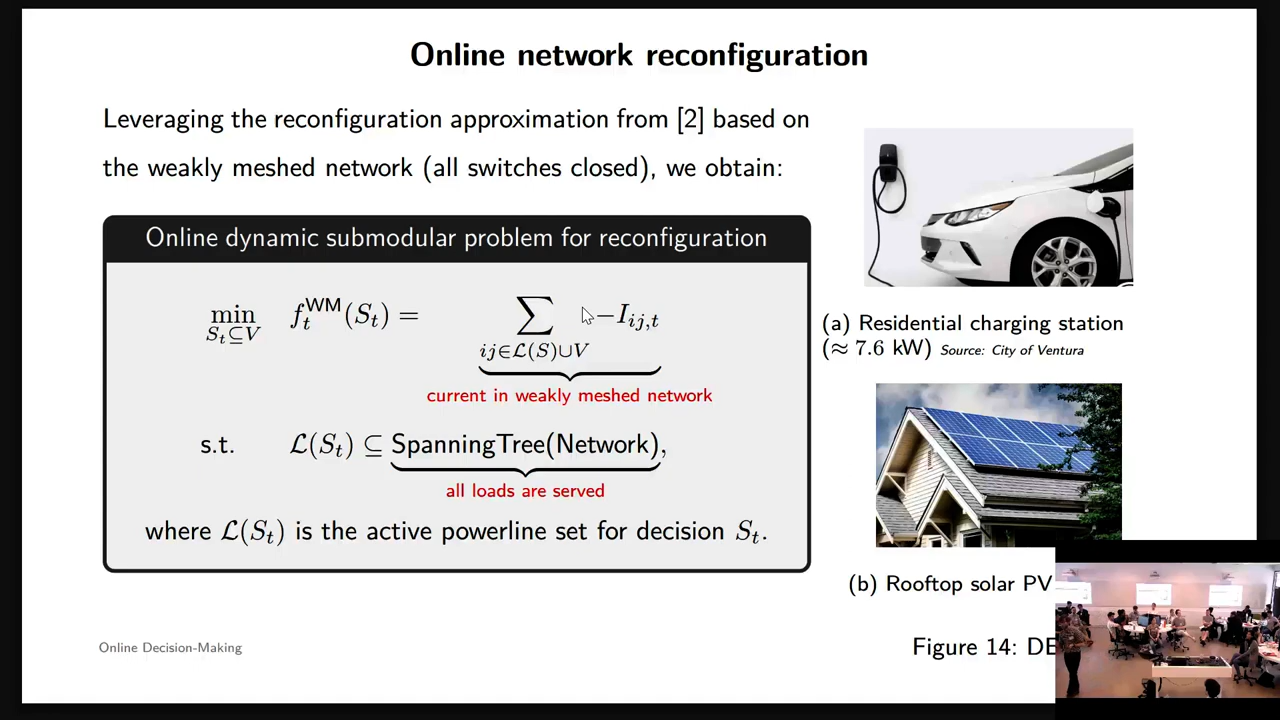 Online network reconfiguration
Leveraging the reconfiguration approximation from [2] based on
the weakly meshed network (all switches closed), we obtain:
Online dynamic submodular problem for reconfiguration
min f_t^WM(S_t) = ∑ −I_{ij,t}
S_t⊆V ij∈ℒ(S)∪V
current in weakly meshed network
s.t. ℒ(S_t) ⊆ SpanningTree(Network),
all loads are served
where ℒ(S_t) is the active powerline set for decision S_t.
(a) Residential charging station
(≈ 7.6 kW) Source: City of Ventura
(b) Rooftop solar PV
Figure 14: DE
Online Decision-Making